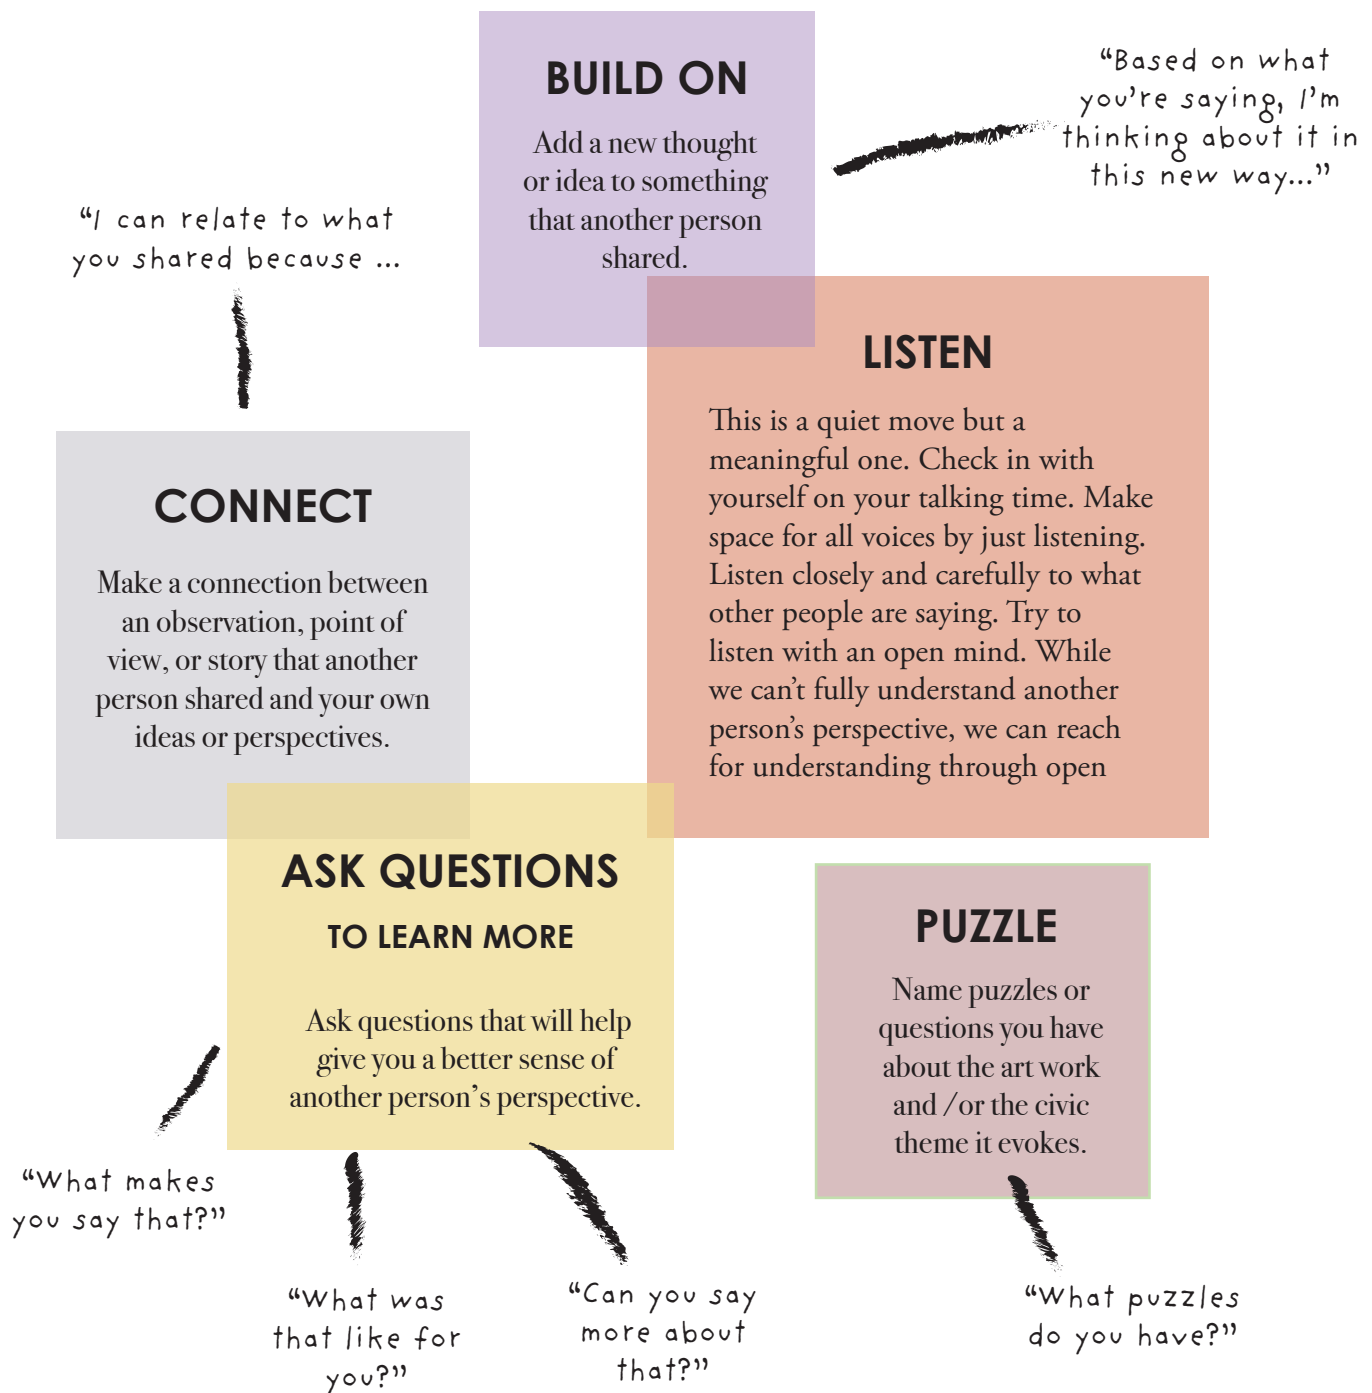 BUILD ON
Add a new thought
or idea to something
that another person
shared.
“Based on what
you’re saying, I’m
thinking about it in
this new way...”
“I can relate to what
you shared because ...
LISTEN
This is a quiet move but a
meaningful one. Check in with
yourself on your talking time. Make
space for all voices by just listening.
Listen closely and carefully to what
other people are saying. Try to
listen with an open mind. While
we can’t fully understand another
person’s perspective, we can reach
for understanding through open
CONNECT
Make a connection between
an observation, point of
view, or story that another
person shared and your own
ideas or perspectives.
ASK QUESTIONS
TO LEARN MORE
Ask questions that will help
give you a better sense of
another person’s perspective.
PUZZLE
Name puzzles or
questions you have
about the art work
and /or the civic
theme it evokes.
“What makes
you say that?”
“What was
that like for
you?”
“Can you say
more about
that?”
“What puzzles
do you have?”